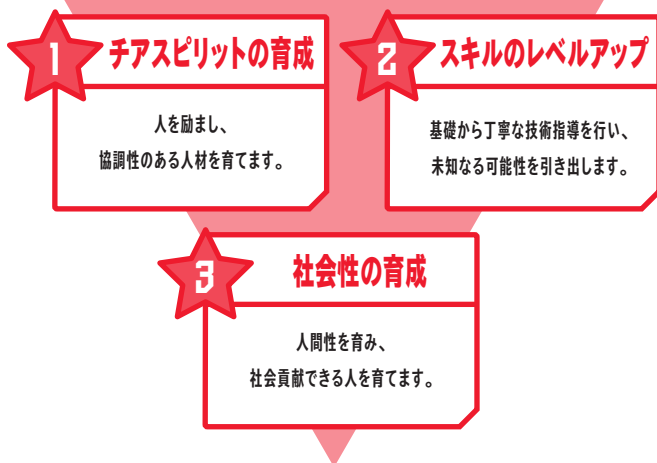 1
チアスピリットの育成
人を励まし、
協調性のある人材を育てます。
2
スキルのレベルアップ
基礎から丁寧な技術指導を行い、
未知なる可能性を引き出します。
3
社会性の育成
人間性を育み、
社会貢献できる人を育てます。